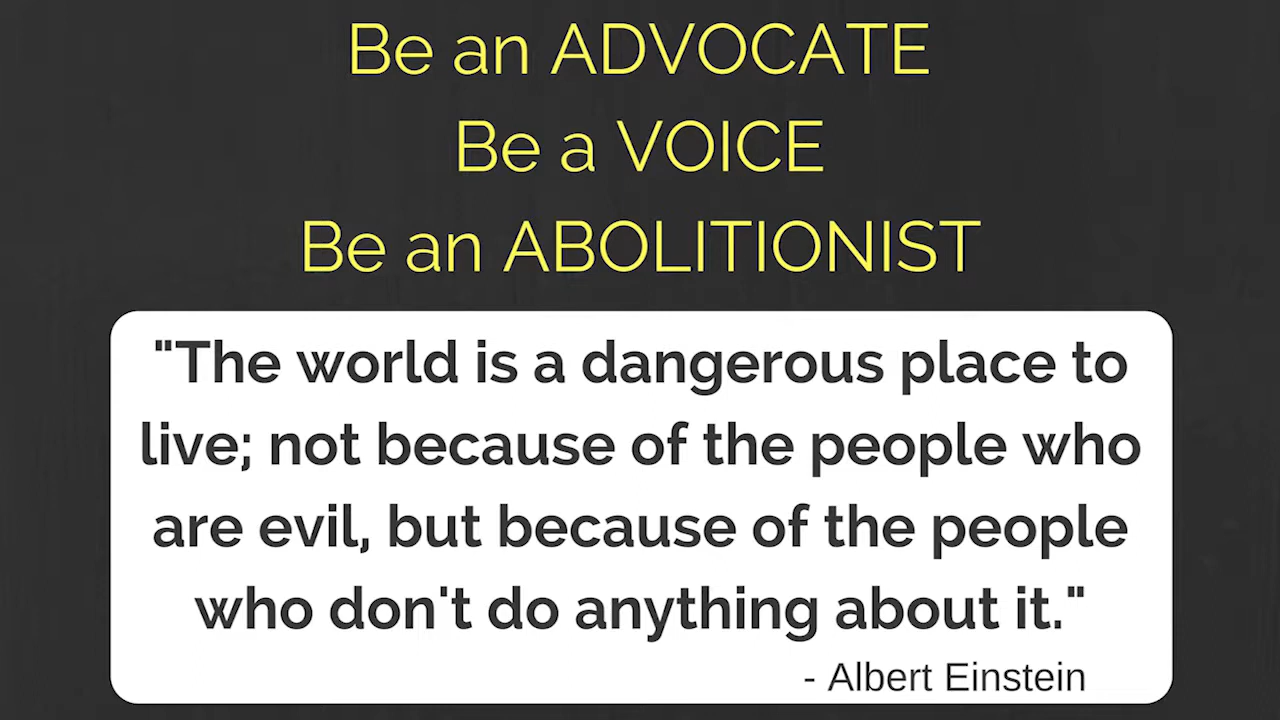 Be an ADVOCATE
Be a VOICE
Be an ABOLITIONIST
"The world is a dangerous place to
live; not because of the people who
are evil, but because of the people
who don't do anything about it."
- Albert Einstein